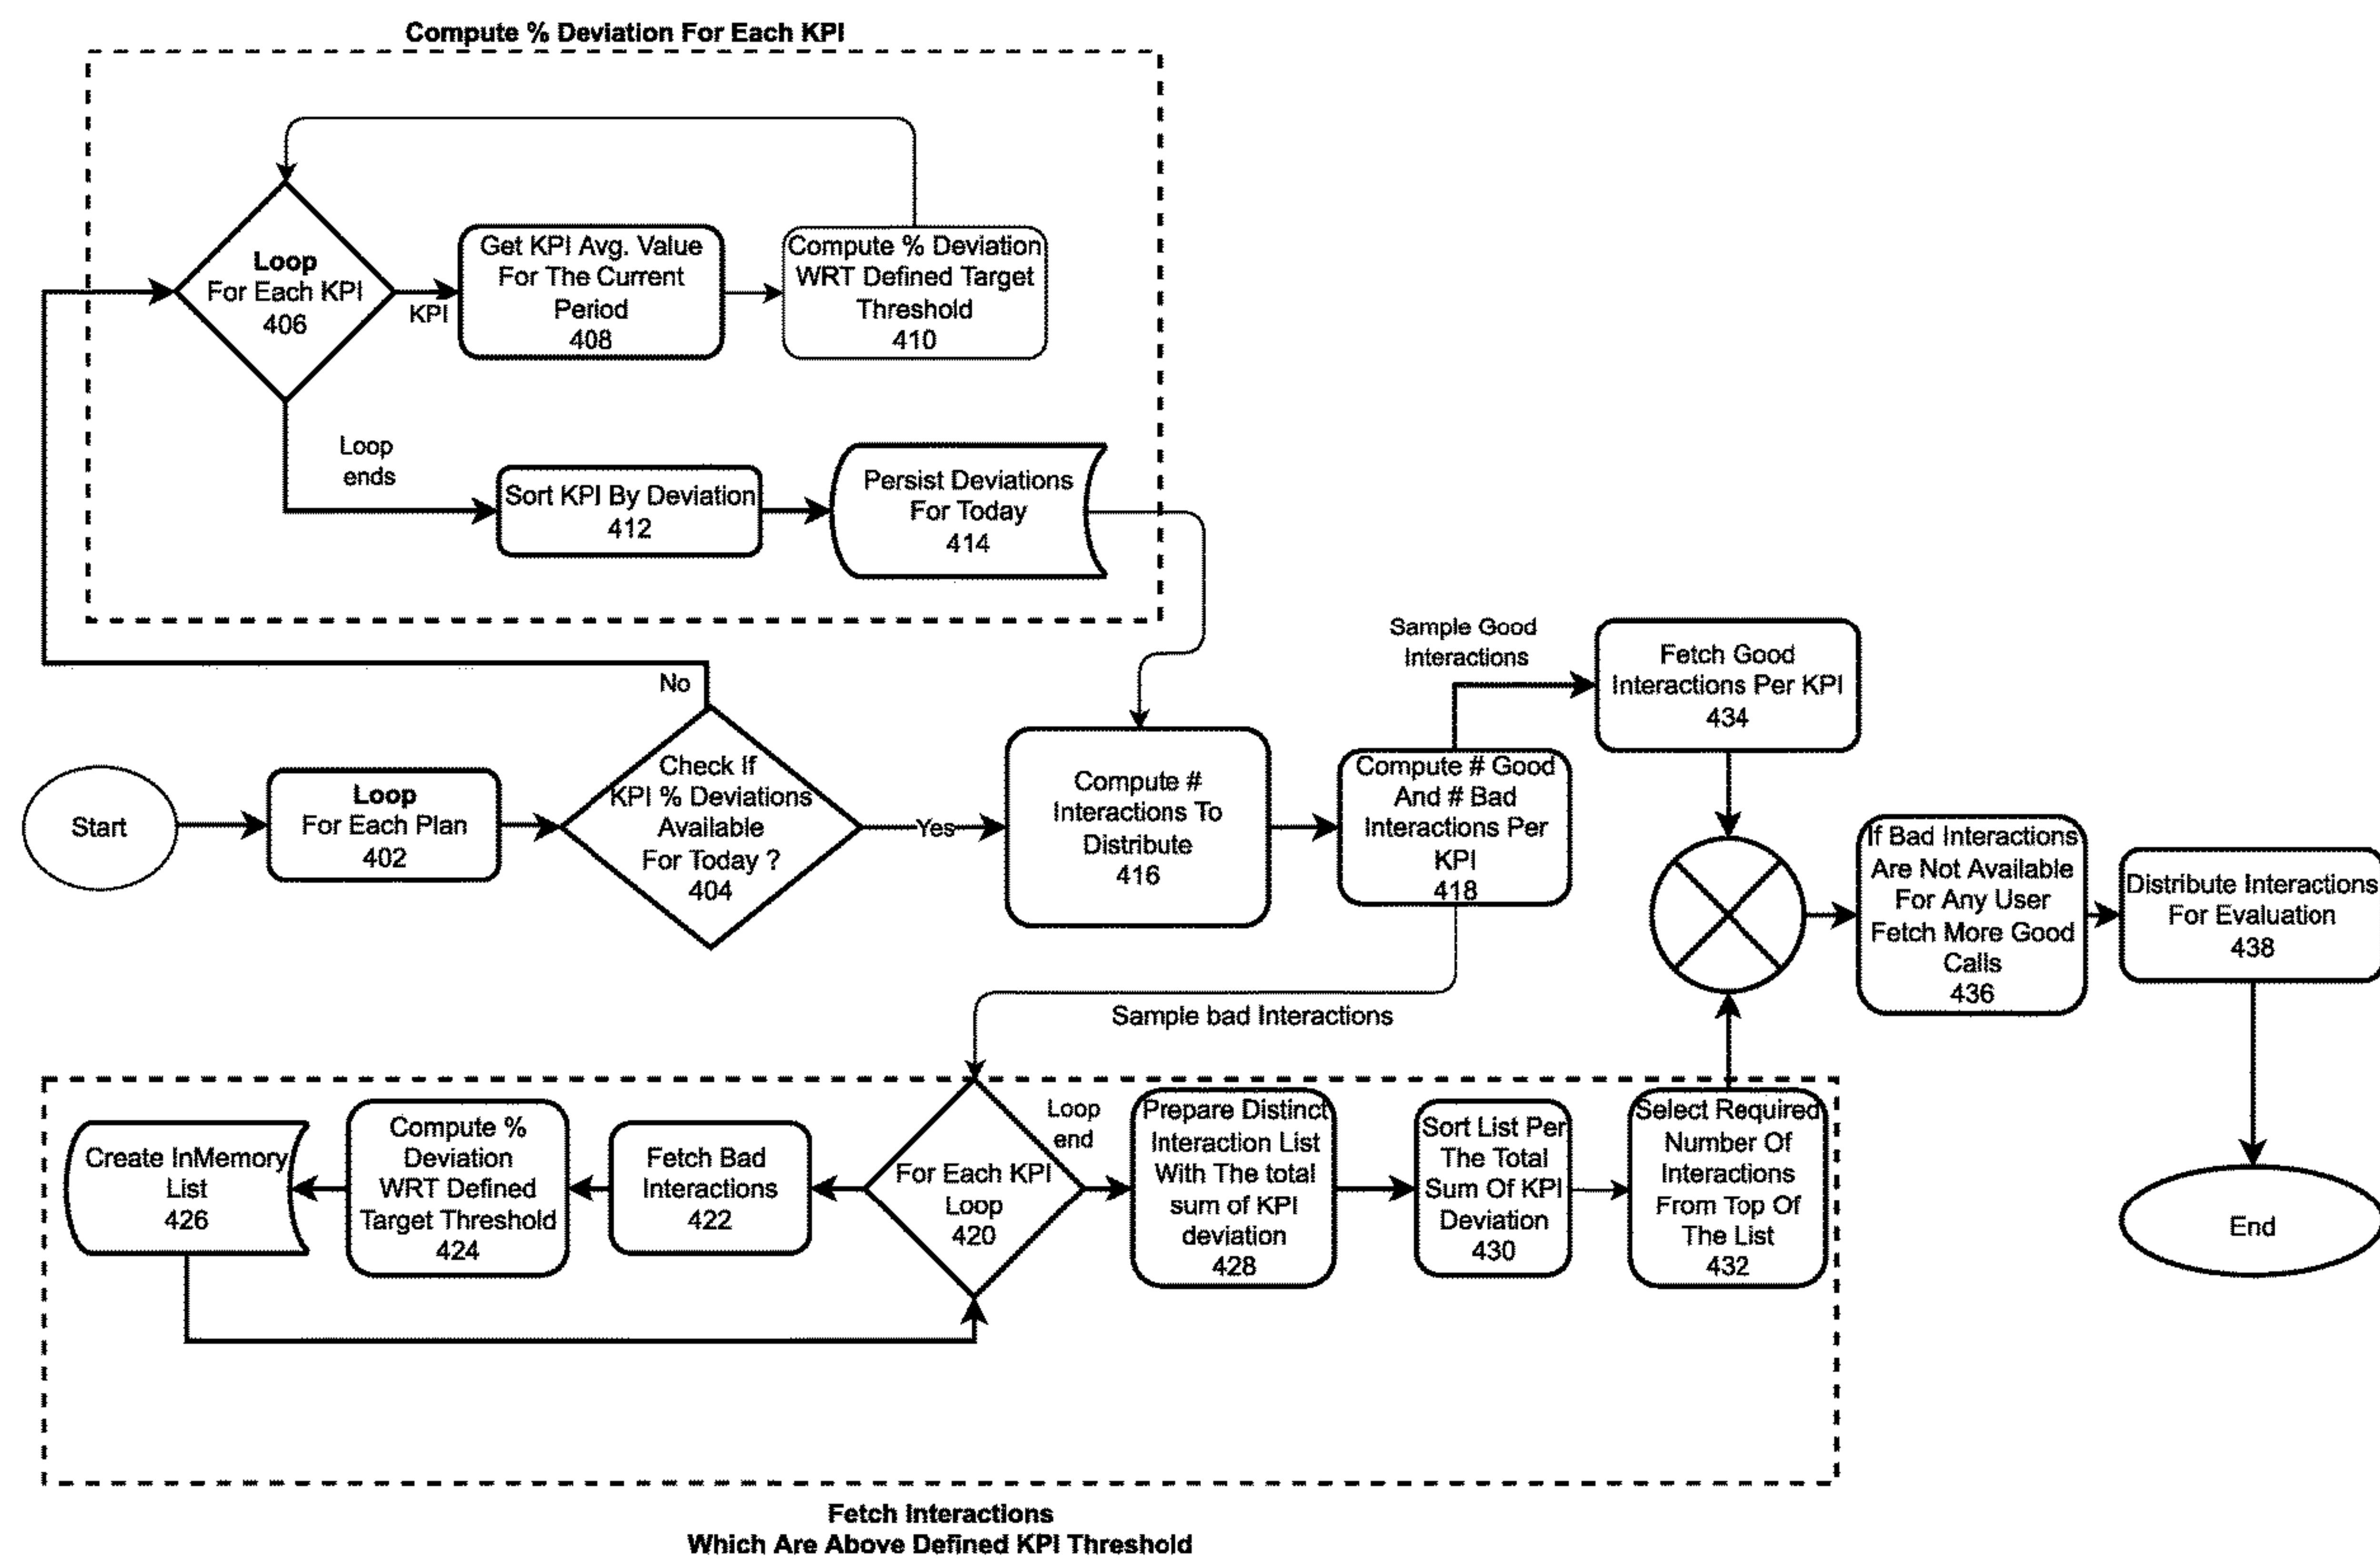 Compute % Deviation For Each KPI
Loop
For Each KPI
406
KPI
Get KPI Avg. Value
For The Current
Period
408
Compute % Deviation
WRT Defined Target
Threshold
410
Loop
ends
Sort KPI By Deviation
412
Persist Deviations
For Today
414
No
Start
Loop
For Each Plan
402
Check If
KPI % Deviations
Available
For Today ?
404
Yes
Compute #
Interactions To
Distribute
416
Compute # Good
And # Bad
Interactions Per
KPI
418
Sample Good
Interactions
Fetch Good
Interactions Per KPI
434
If Bad Interactions
Are Not Available
For Any User
Fetch More Good
Calls
436
Distribute Interactions
For Evaluation
438
End
Sample bad Interactions
Create InMemory
List
426
Compute %
Deviation
WRT Defined
Target Threshold
424
Fetch Bad
Interactions
422
For Each KPI
Loop
420
Loop
end
Prepare Distinct
Interaction List
With The total
sum of KPI
deviation
428
Sort List Per
The Total
Sum Of KPI
Deviation
430
Select Required
Number Of
Interactions
From Top Of
The List
432
Fetch Interactions
Which Are Above Defined KPI Threshold